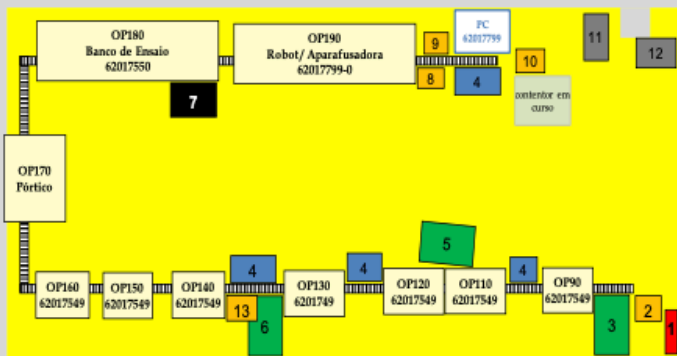 OP180
Banco de Ensaio
62017550
OP190
Robot/ Aparafusadora
62017799-0
9
8
PC
62017799
4
10
contentor em
curso
11
12
7
OP170
Pórtico
5
OP160
62017549
OP150
62017549
OP140
62017549
4
13
6
OP130
6201749
4
OP120
62017549
OP110
62017549
4
OP90
62017549
3
2
1